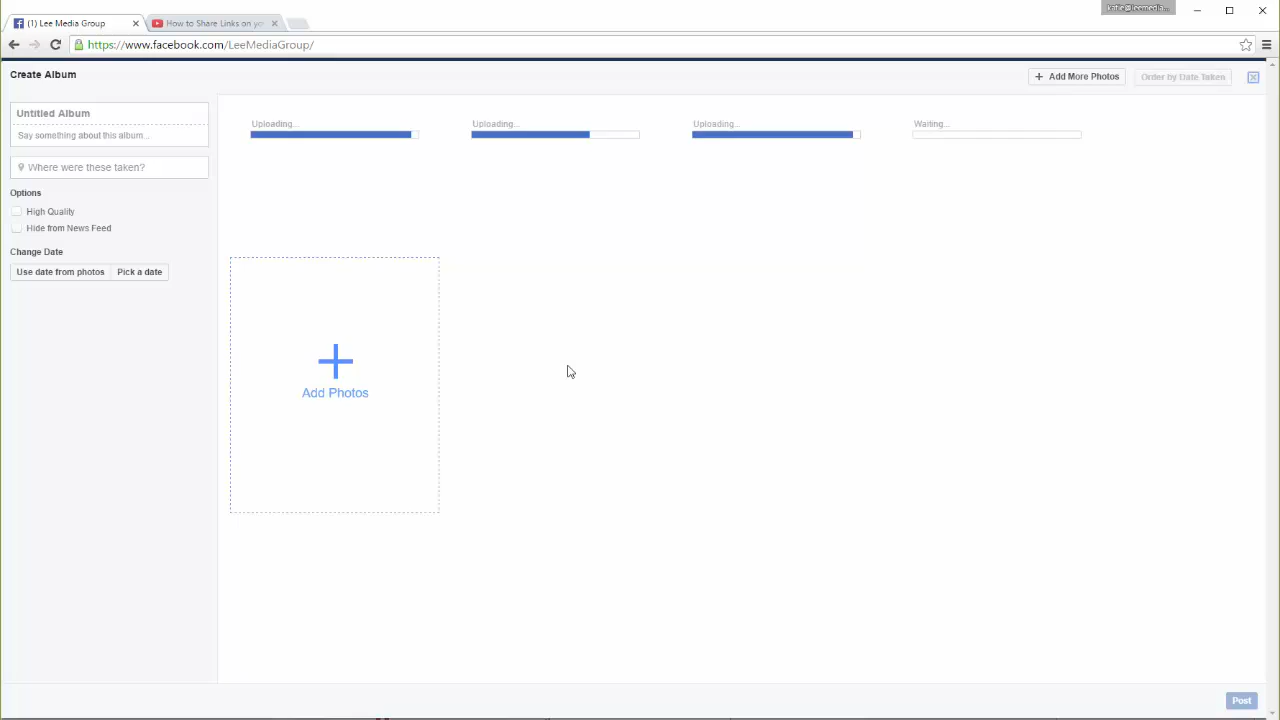 (1) Lee Media Group
How to Share Links on yo
https://www.facebook.com/LeeMediaGroup/
Create Album
Add More Photos
Order by Date Taken
Untitled Album
Say something about this album...
Where were these taken?
Options
High Quality
Hide from News Feed
Change Date
Use date from photos
Pick a date
Uploading...
Uploading...
Uploading...
Waiting...
Add Photos
Post